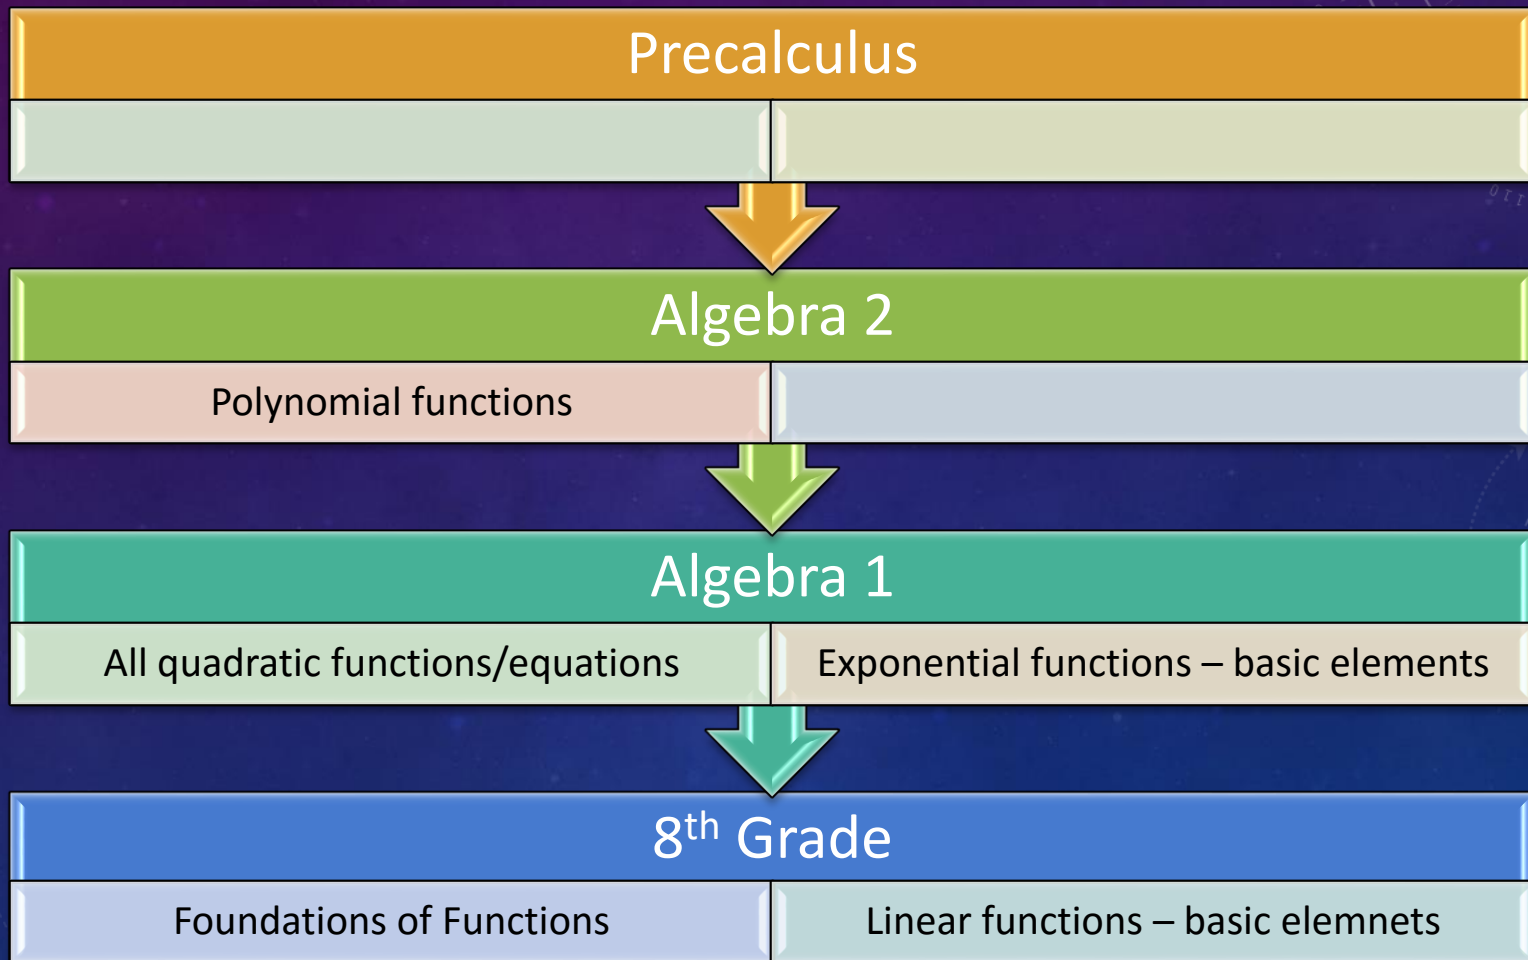 Precalculus
Algebra 2
Polynomial functions
Algebra 1
All quadratic functions/equations
Exponential functions – basic elements
8th Grade
Foundations of Functions
Linear functions – basic elemnets